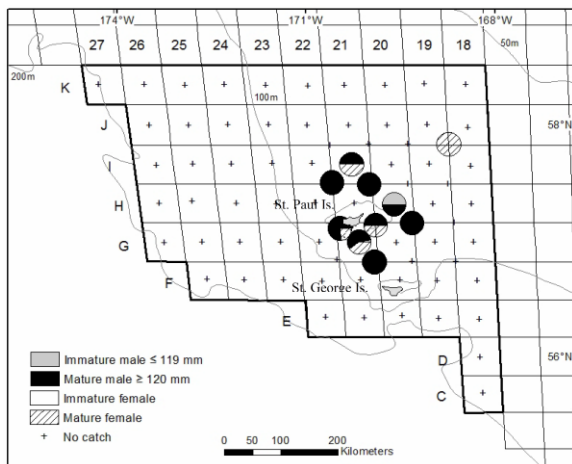 174°W 171°W 168°W
27 26 25 24 23 22 21 20 19 18 50m
200m
K
100m
J 58°N
I
H St. Paul Is.
G
F St. George Is.
E
D 56°N
C
Immature male ≤ 119 mm
Mature male ≥ 120 mm
Immature female
Mature female
+ No catch
0 50 100 200
Kilometers